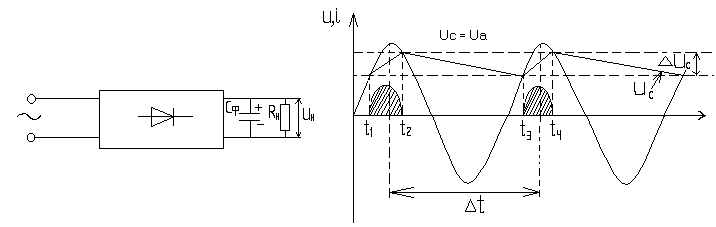 Cф
+
−
Rн
Uн
~
u,i
Uc = Ua
ΔUc
Uc
t1
t2
t3
t4
Δt